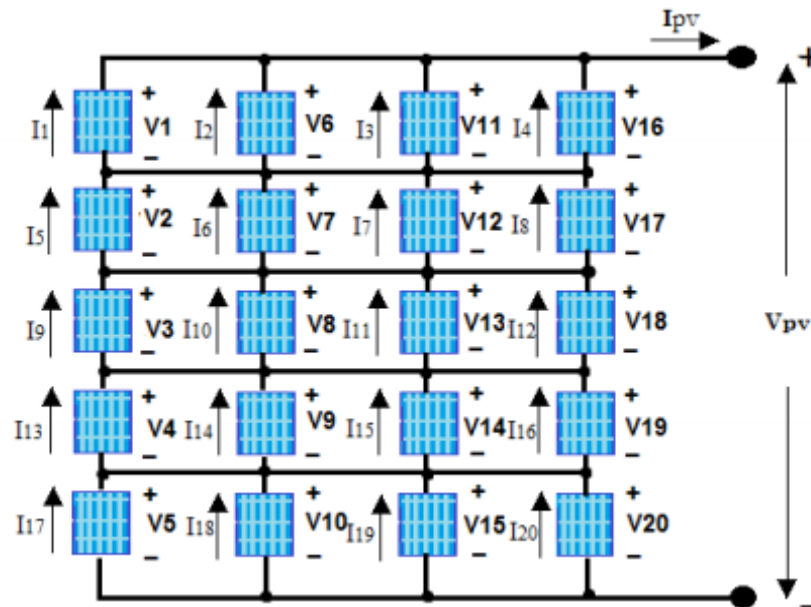 Ipv
+
+ + + +
I1 V1 I2 V6 I3 V11 I4 V16
− − − −
+ + + +
I5 V2 I6 V7 I7 V12 I8 V17
− − − −
+ + + +
I9 V3 I10 V8 I11 V13 I12 V18
Vpv
− − − −
+ + + +
I13 V4 I14 V9 I15 V14 I16 V19
− − − −
+ + + +
I17 V5 I18 V10 I19 V15 I20 V20
− − − −
−